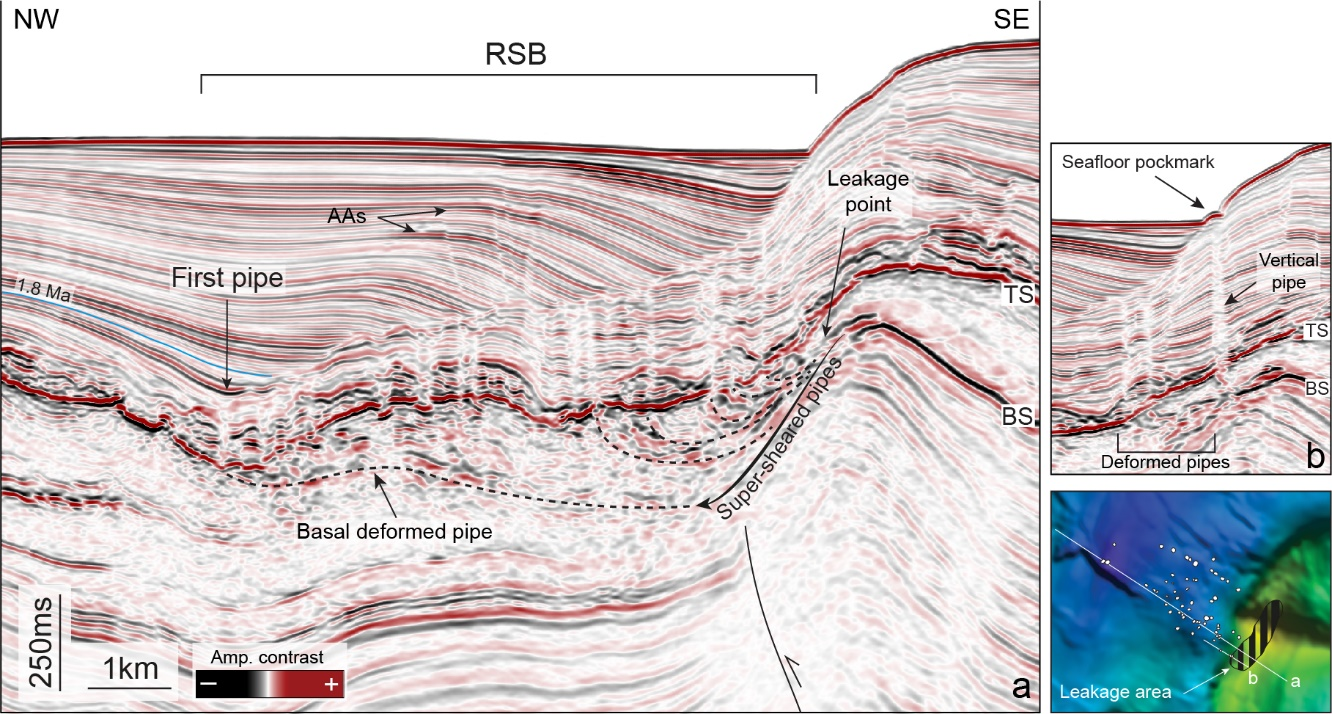 NW
SE
RSB
Leakage
point
AAs
First pipe
1.8 Ma
TS
BS
Super-sheared pipes
Basal deformed pipe
250ms
1km
Amp. contrast
− +
a
Seafloor pockmark
Vertical
pipe
TS
BS
Deformed pipes
b
Leakage area
b
a